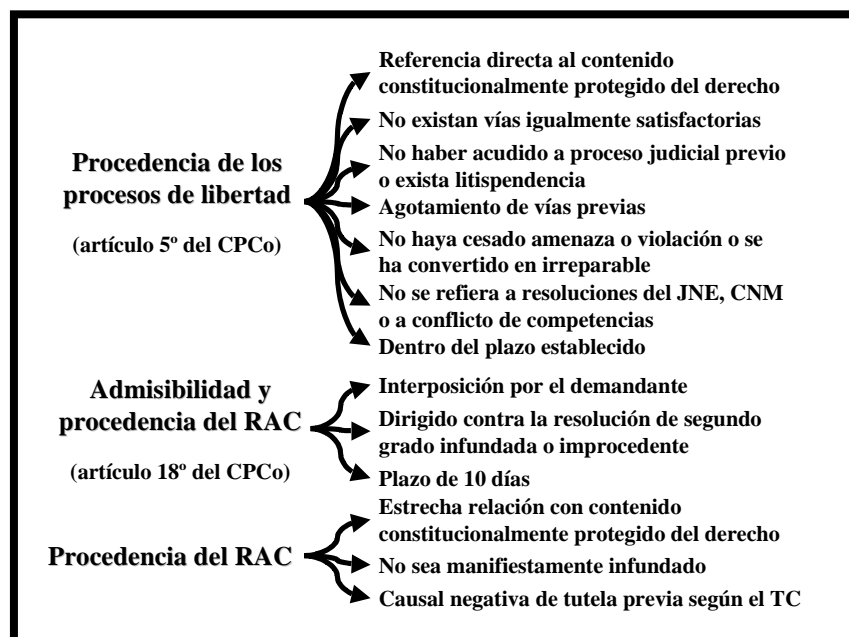 Procedencia de los
procesos de libertad
(artículo 5º del CPCo)
Referencia directa al contenido
constitucionalmente protegido del derecho
No existan vías igualmente satisfactorias
No haber acudido a proceso judicial previo
o exista litispendencia
Agotamiento de vías previas
No haya cesado amenaza o violación o se
ha convertido en irreparable
No se refiera a resoluciones del JNE, CNM
o a conflicto de competencias
Dentro del plazo establecido
Admisibilidad y
procedencia del RAC
(artículo 18º del CPCo)
Interposición por el demandante
Dirigido contra la resolución de segundo
grado infundada o improcedente
Plazo de 10 días
Procedencia del RAC
Estrecha relación con contenido
constitucionalmente protegido del derecho
No sea manifiestamente infundado
Causal negativa de tutela previa según el TC